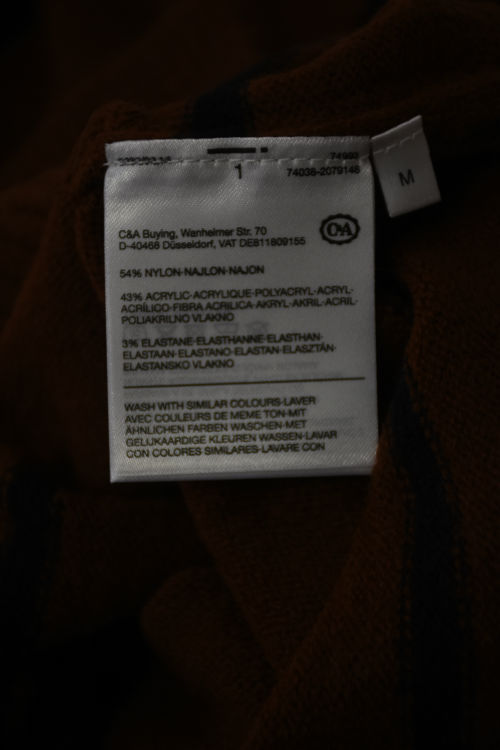 74992
1
74036-2079146
M
C&A Buying, Wanheimer Str. 70
D-40468 Düsseldorf, VAT DE811809155
C&A
54% NYLON·NAJLON·NAJON
43% ACRYLIC·ACRYLIQUE·POLYACRYL·ACRYL·
ACRÍLICO·FIBRA ACRILICA·AKRYL·AKRIL·ACRIL·
POLIAKRILNO VLAKNO
3% ELASTANE·ELASTHANNE·ELASTHAN·
ELASTAAN·ELASTANO·ELASTAN·ELASZTÁN·
ELASTANSKO VLAKNO
WASH WITH SIMILAR COLOURS·LAVER
AVEC COULEURS DE MEME TON·MIT
ÄHNLICHEN FARBEN WASCHEN·MET
GELIJKAARDIGE KLEUREN WASSEN·LAVAR
CON COLORES SIMILARES·LAVARE CON